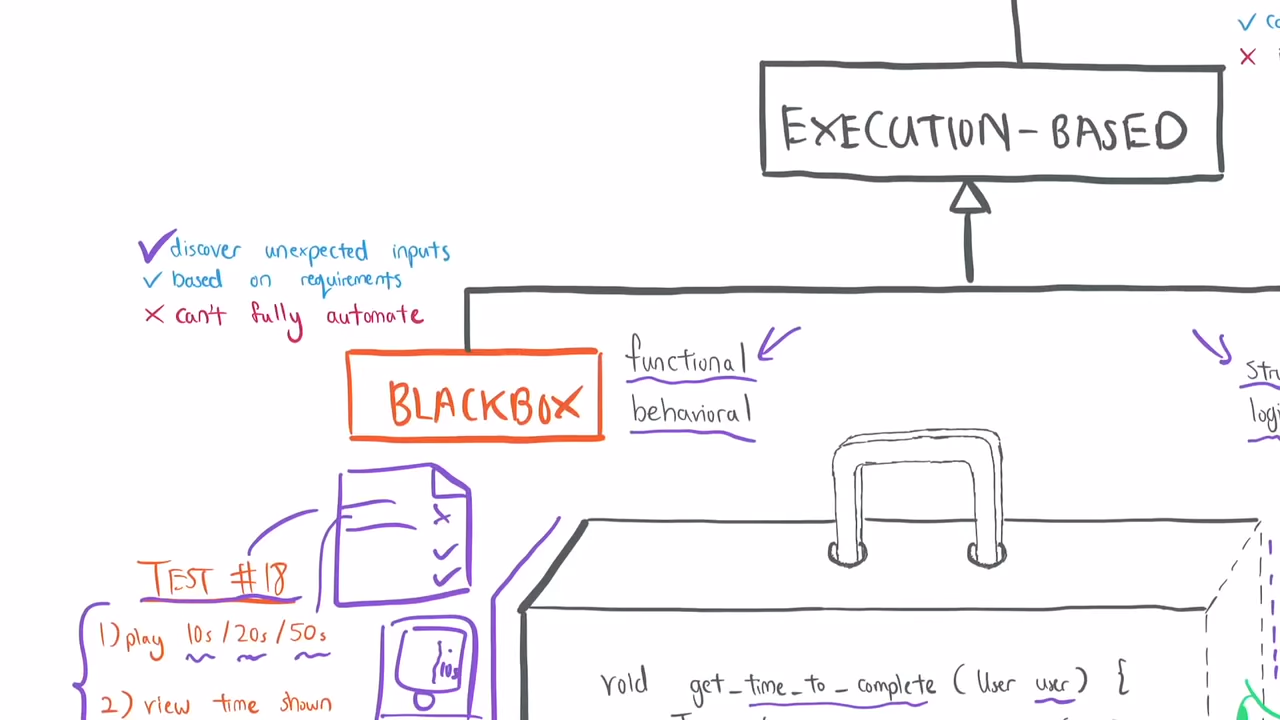 EXECUTION-BASED
✓ discover unexpected inputs
✓ based on requirements
✗ can't fully automate
BLACKBOX
functional
behavioral
TEST #18
1) play 10s / 20s / 50s
2) view time shown
10s
void get_time_to_complete (User user) {